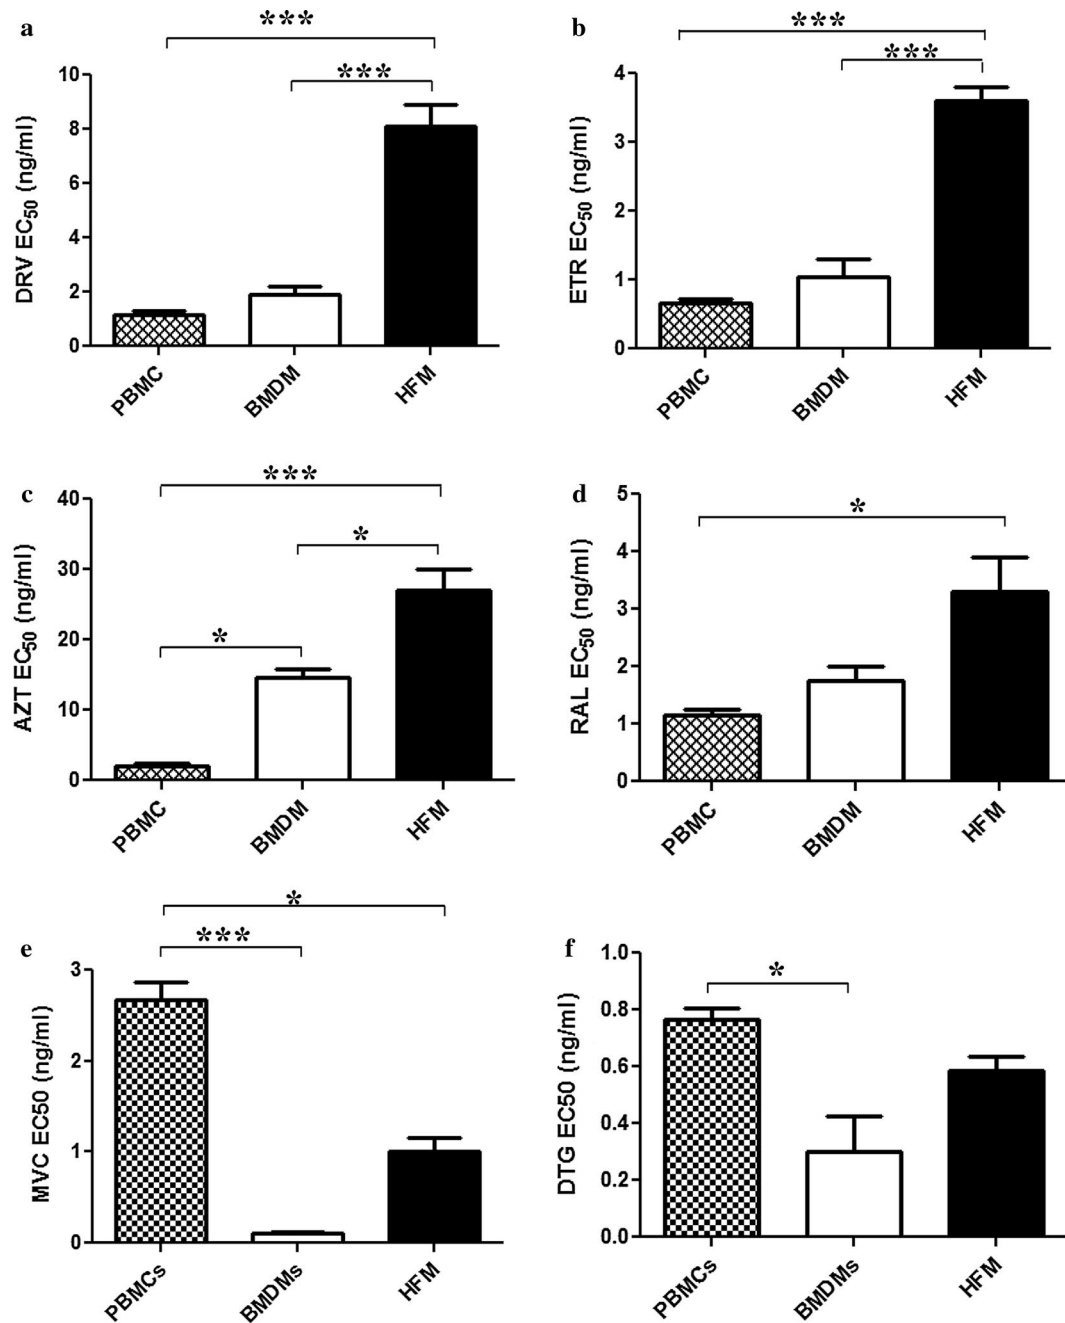 a
***
***
DRV EC50 (ng/ml)
10
8
6
4
2
0
PBMC
BMDM
HFM
b
***
***
ETR EC50 (ng/ml)
4
3
2
1
0
PBMC
BMDM
HFM
c
***
*
*
AZT EC50 (ng/ml)
40
30
20
10
0
PBMC
BMDM
HFM
d
*
RAL EC50 (ng/ml)
5
4
3
2
1
0
PBMC
BMDM
HFM
e
*
***
MVC EC50 (ng/ml)
3
2
1
0
PBMCs
BMDMs
HFM
f
*
DTG EC50 (ng/ml)
1.0
0.8
0.6
0.4
0.2
0.0
PBMCs
BMDMs
HFM